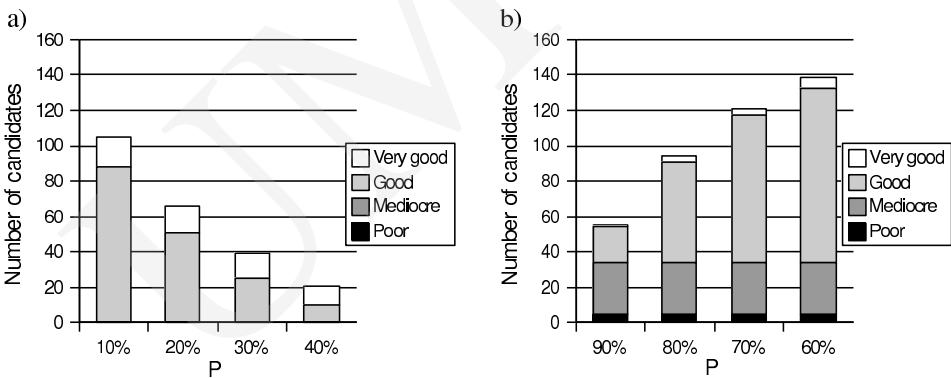 a)
160
140
120
100
80
60
40
20
0
Number of candidates
10% 20% 30% 40%
P
Very good
Good
Mediocre
Poor
b)
160
140
120
100
80
60
40
20
0
Number of candidates
90% 80% 70% 60%
P
Very good
Good
Mediocre
Poor